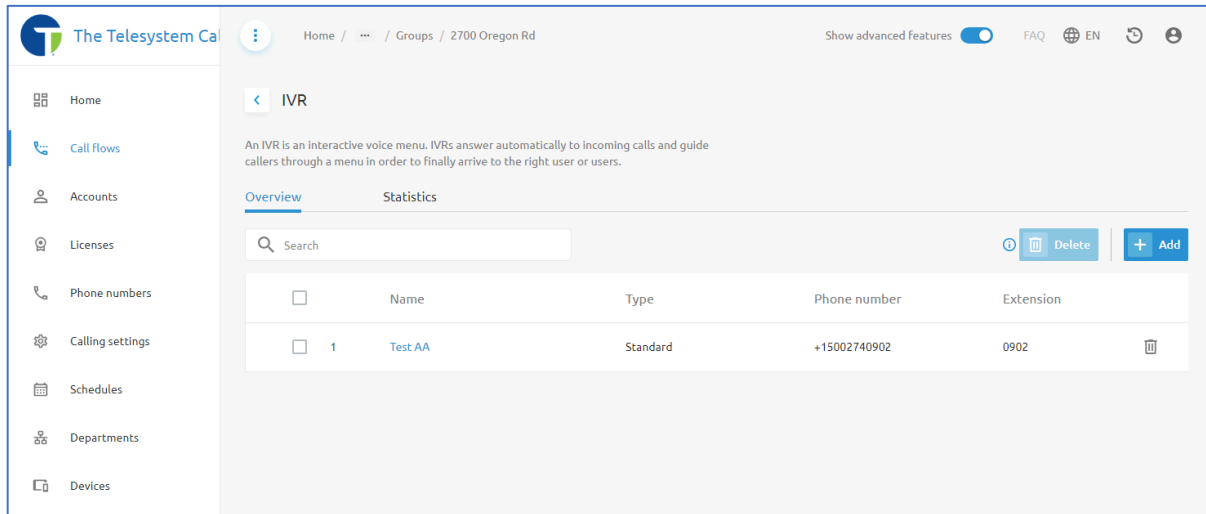 The Telesystem Cal
Home / ··· / Groups / 2700 Oregon Rd
Show advanced features
FAQ
EN
Home
Call flows
Accounts
Licenses
Phone numbers
Calling settings
Schedules
Departments
Devices
IVR
An IVR is an interactive voice menu. IVRs answer automatically to incoming calls and guide
callers through a menu in order to finally arrive to the right user or users.
Overview Statistics
Search
Delete
+ Add
Name Type Phone number Extension
1 Test AA Standard +15002740902 0902